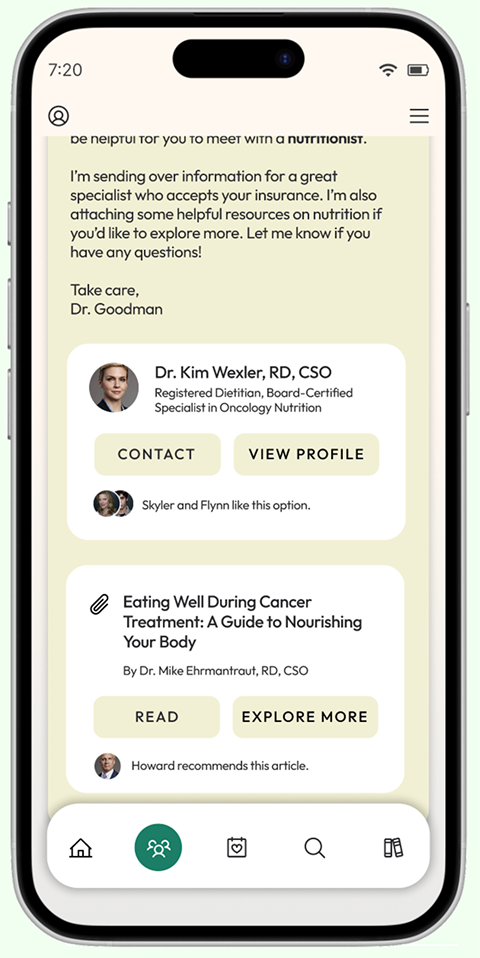 7:20
be helpful for you to meet with a nutritionist.
I'm sending over information for a great
specialist who accepts your insurance. I'm also
attaching some helpful resources on nutrition if
you'd like to explore more. Let me know if you
have any questions!
Take care,
Dr. Goodman
Dr. Kim Wexler, RD, CSO
Registered Dietitian, Board-Certified
Specialist in Oncology Nutrition
CONTACT
VIEW PROFILE
Skyler and Flynn like this option.
Eating Well During Cancer
Treatment: A Guide to Nourishing
Your Body
By Dr. Mike Ehrmantraut, RD, CSO
READ
EXPLORE MORE
Howard recommends this article.